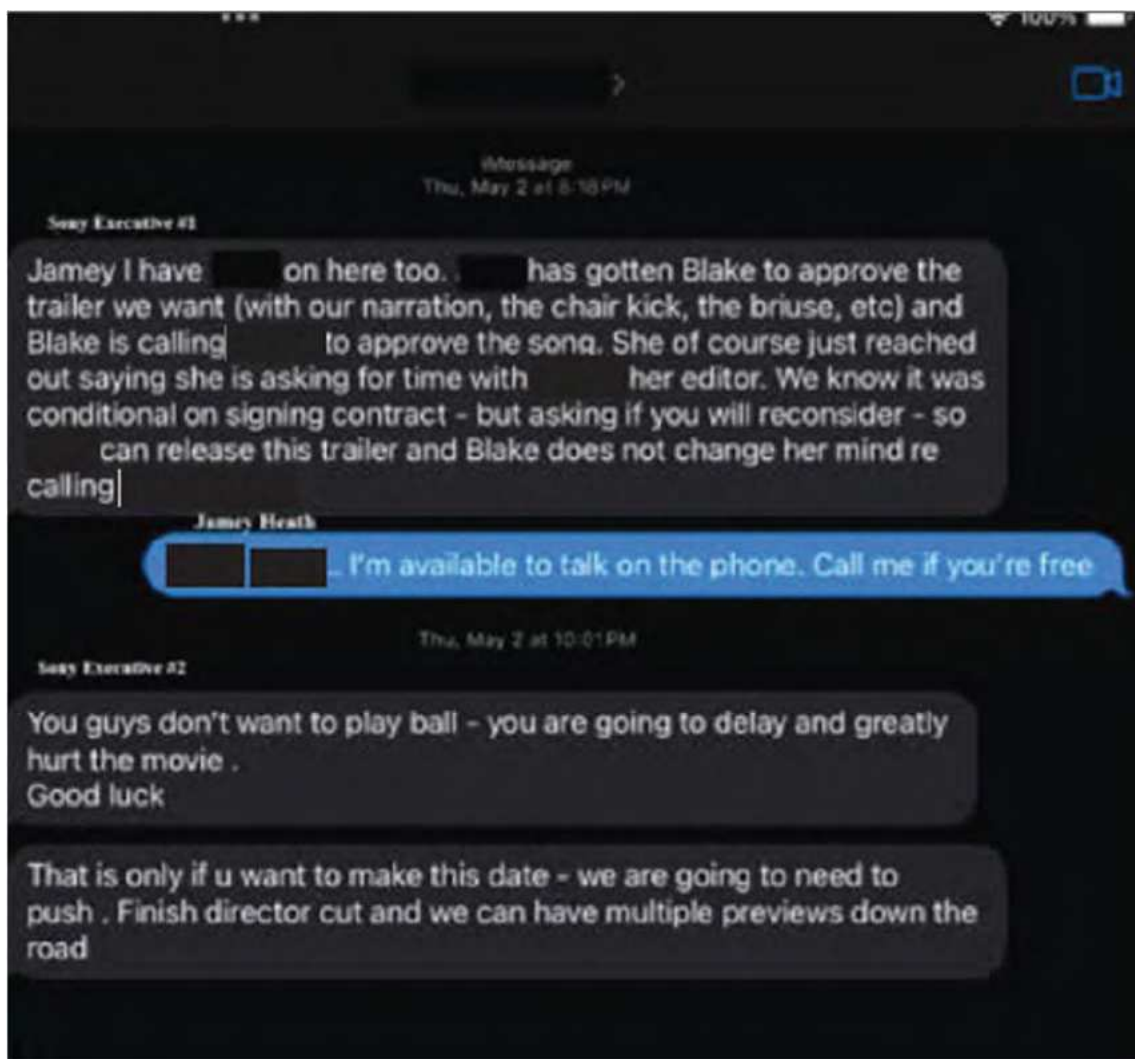 100%
iMessage
Thu, May 2 at 8:18PM
Sony Executive #1
Jamey I have on here too. has gotten Blake to approve the
trailer we want (with our narration, the chair kick, the briuse, etc) and
Blake is calling to approve the song. She of course just reached
out saying she is asking for time with her editor. We know it was
conditional on signing contract - but asking if you will reconsider - so
can release this trailer and Blake does not change her mind re
calling
Jamey Heath
I'm available to talk on the phone. Call me if you're free
Thu, May 2 at 10:01PM
Sony Executive #2
You guys don't want to play ball - you are going to delay and greatly
hurt the movie .
Good luck
That is only if u want to make this date - we are going to need to
push . Finish director cut and we can have multiple previews down the
road